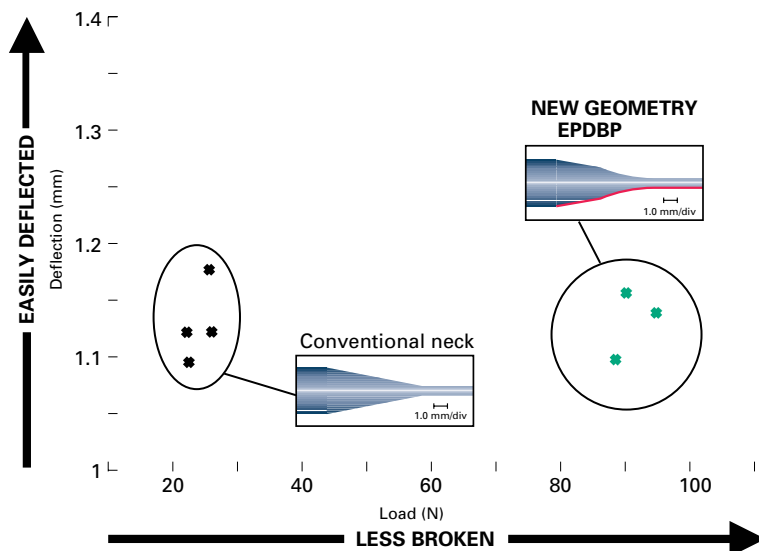 1.4
1.3
1.2
1.1
1
EASILY DEFLECTED
Deflection (mm)
NEW GEOMETRY
EPDBP
1.0 mm/div
Conventional neck
1.0 mm/div
20 40 60 80 100
Load (N)
LESS BROKEN